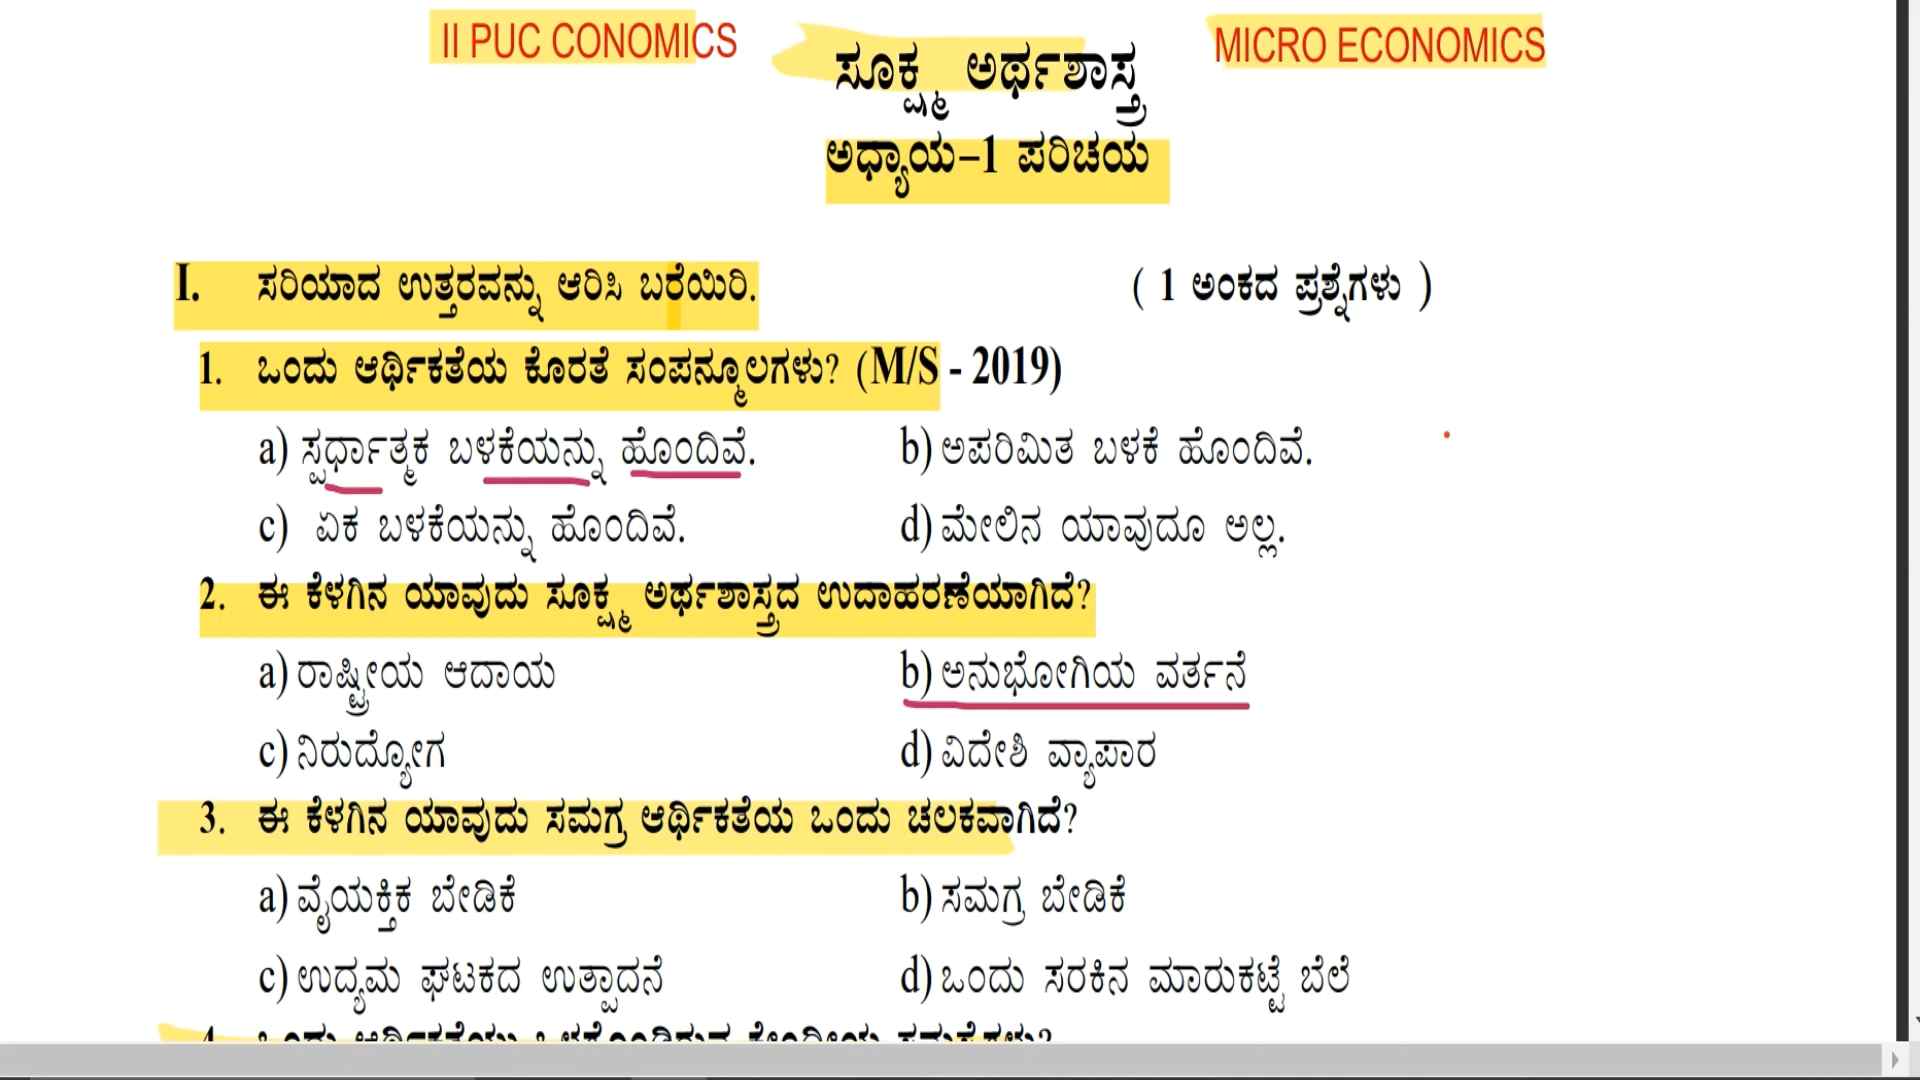 II PUC CONOMICS
ಸೂಕ್ಷ್ಮ ಅರ್ಥಶಾಸ್ತ್ರ
MICRO ECONOMICS
ಅಧ್ಯಾಯ–1 ಪರಿಚಯ
I. ಸರಿಯಾದ ಉತ್ತರವನ್ನು ಆರಿಸಿ ಬರೆಯಿರಿ. ( 1 ಅಂಕದ ಪ್ರಶ್ನೆಗಳು )
1. ಒಂದು ಆರ್ಥಿಕತೆಯ ಕೊರತೆ ಸಂಪನ್ಮೂಲಗಳು? (M/S - 2019)
a) ಸ್ಪರ್ಧಾತ್ಮಕ ಬಳಕೆಯನ್ನು ಹೊಂದಿವೆ. b) ಅಪರಿಮಿತ ಬಳಕೆ ಹೊಂದಿವೆ.
c) ಏಕ ಬಳಕೆಯನ್ನು ಹೊಂದಿವೆ. d) ಮೇಲಿನ ಯಾವುದೂ ಅಲ್ಲ.
2. ಈ ಕೆಳಗಿನ ಯಾವುದು ಸೂಕ್ಷ್ಮ ಅರ್ಥಶಾಸ್ತ್ರದ ಉದಾಹರಣೆಯಾಗಿದೆ?
a) ರಾಷ್ಟ್ರೀಯ ಆದಾಯ b) ಅನುಭೋಗಿಯ ವರ್ತನೆ
c) ನಿರುದ್ಯೋಗ d) ವಿದೇಶಿ ವ್ಯಾಪಾರ
3. ಈ ಕೆಳಗಿನ ಯಾವುದು ಸಮಗ್ರ ಆರ್ಥಿಕತೆಯ ಒಂದು ಚಲಕವಾಗಿದೆ?
a) ವೈಯಕ್ತಿಕ ಬೇಡಿಕೆ b) ಸಮಗ್ರ ಬೇಡಿಕೆ
c) ಉದ್ಯಮ ಘಟಕದ ಉತ್ಪಾದನೆ d) ಒಂದು ಸರಕಿನ ಮಾರುಕಟ್ಟೆ ಬೆಲೆ